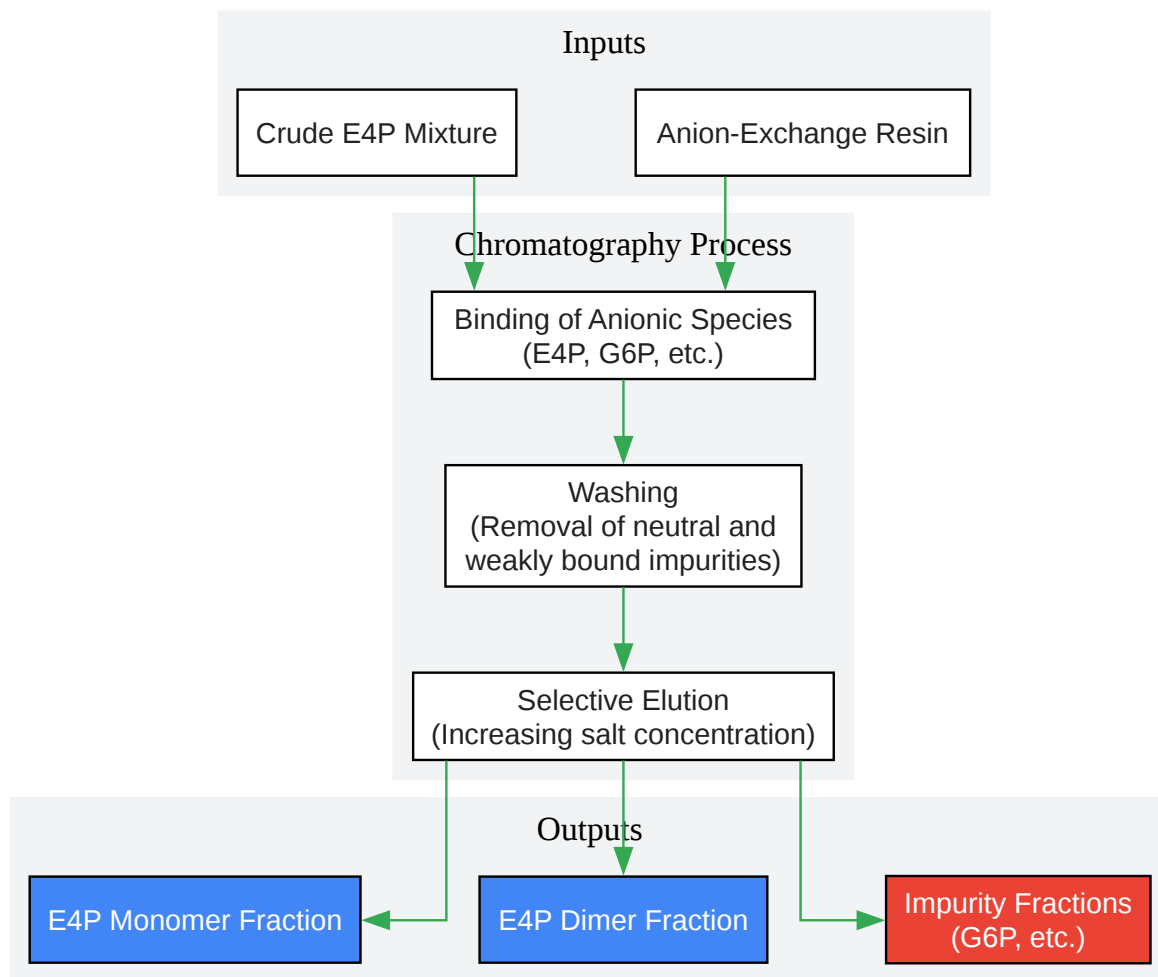 Inputs
Crude E4P Mixture
Anion-Exchange Resin
Chromatography Process
Binding of Anionic Species
(E4P, G6P, etc.)
Washing
(Removal of neutral and
weakly bound impurities)
Selective Elution
(Increasing salt concentration)
Outputs
E4P Monomer Fraction
E4P Dimer Fraction
Impurity Fractions
(G6P, etc.)